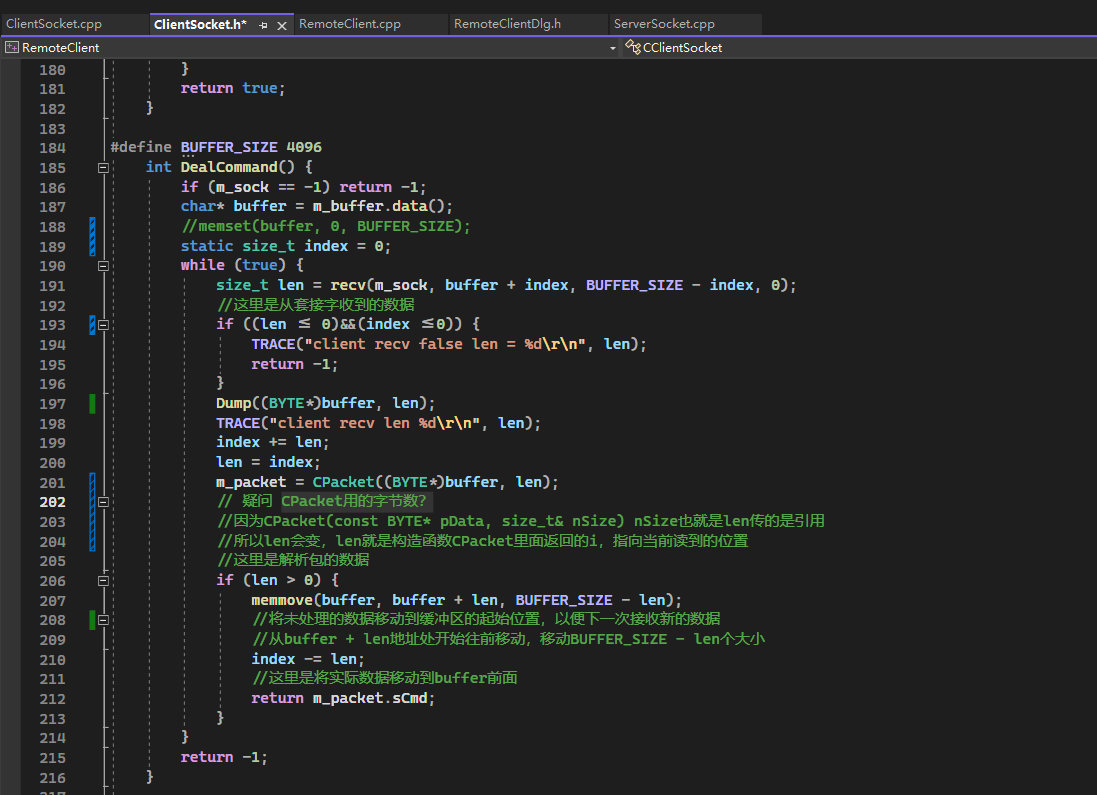 ClientSocket.cpp ClientSocket.h* RemoteClient.cpp RemoteClientDlg.h ServerSocket.cpp
RemoteClient CClientSocket
180 }
181 return true;
182 }
183
184 #define BUFFER_SIZE 4096
185 int DealCommand() {
186 if (m_sock == -1) return -1;
187 char* buffer = m_buffer.data();
188 //memset(buffer, 0, BUFFER_SIZE);
189 static size_t index = 0;
190 while (true) {
191 size_t len = recv(m_sock, buffer + index, BUFFER_SIZE - index, 0);
192 //这里是从套接字收到的数据
193 if ((len ≤ 0)&&(index ≤0)) {
194 TRACE("client recv false len = %d\r\n", len);
195 return -1;
196 }
197 Dump((BYTE*)buffer, len);
198 TRACE("client recv len %d\r\n", len);
199 index += len;
200 len = index;
201 m_packet = CPacket((BYTE*)buffer, len);
202 // 疑问 CPacket用的字节数?
203 //因为CPacket(const BYTE* pData, size_t& nSize) nSize也就是len传的是引用
204 //所以len会变，len就是构造函数CPacket里面返回的i，指向当前读到的位置
205 //这里是解析包的数据
206 if (len > 0) {
207 memmove(buffer, buffer + len, BUFFER_SIZE - len);
208 //将未处理的数据移动到缓冲区的起始位置，以便下一次接收新的数据
209 //从buffer + len地址处开始往前移动，移动BUFFER_SIZE - len个大小
210 index -= len;
211 //这里是将实际数据移动到buffer前面
212 return m_packet.sCmd;
213 }
214 }
215 return -1;
216 }